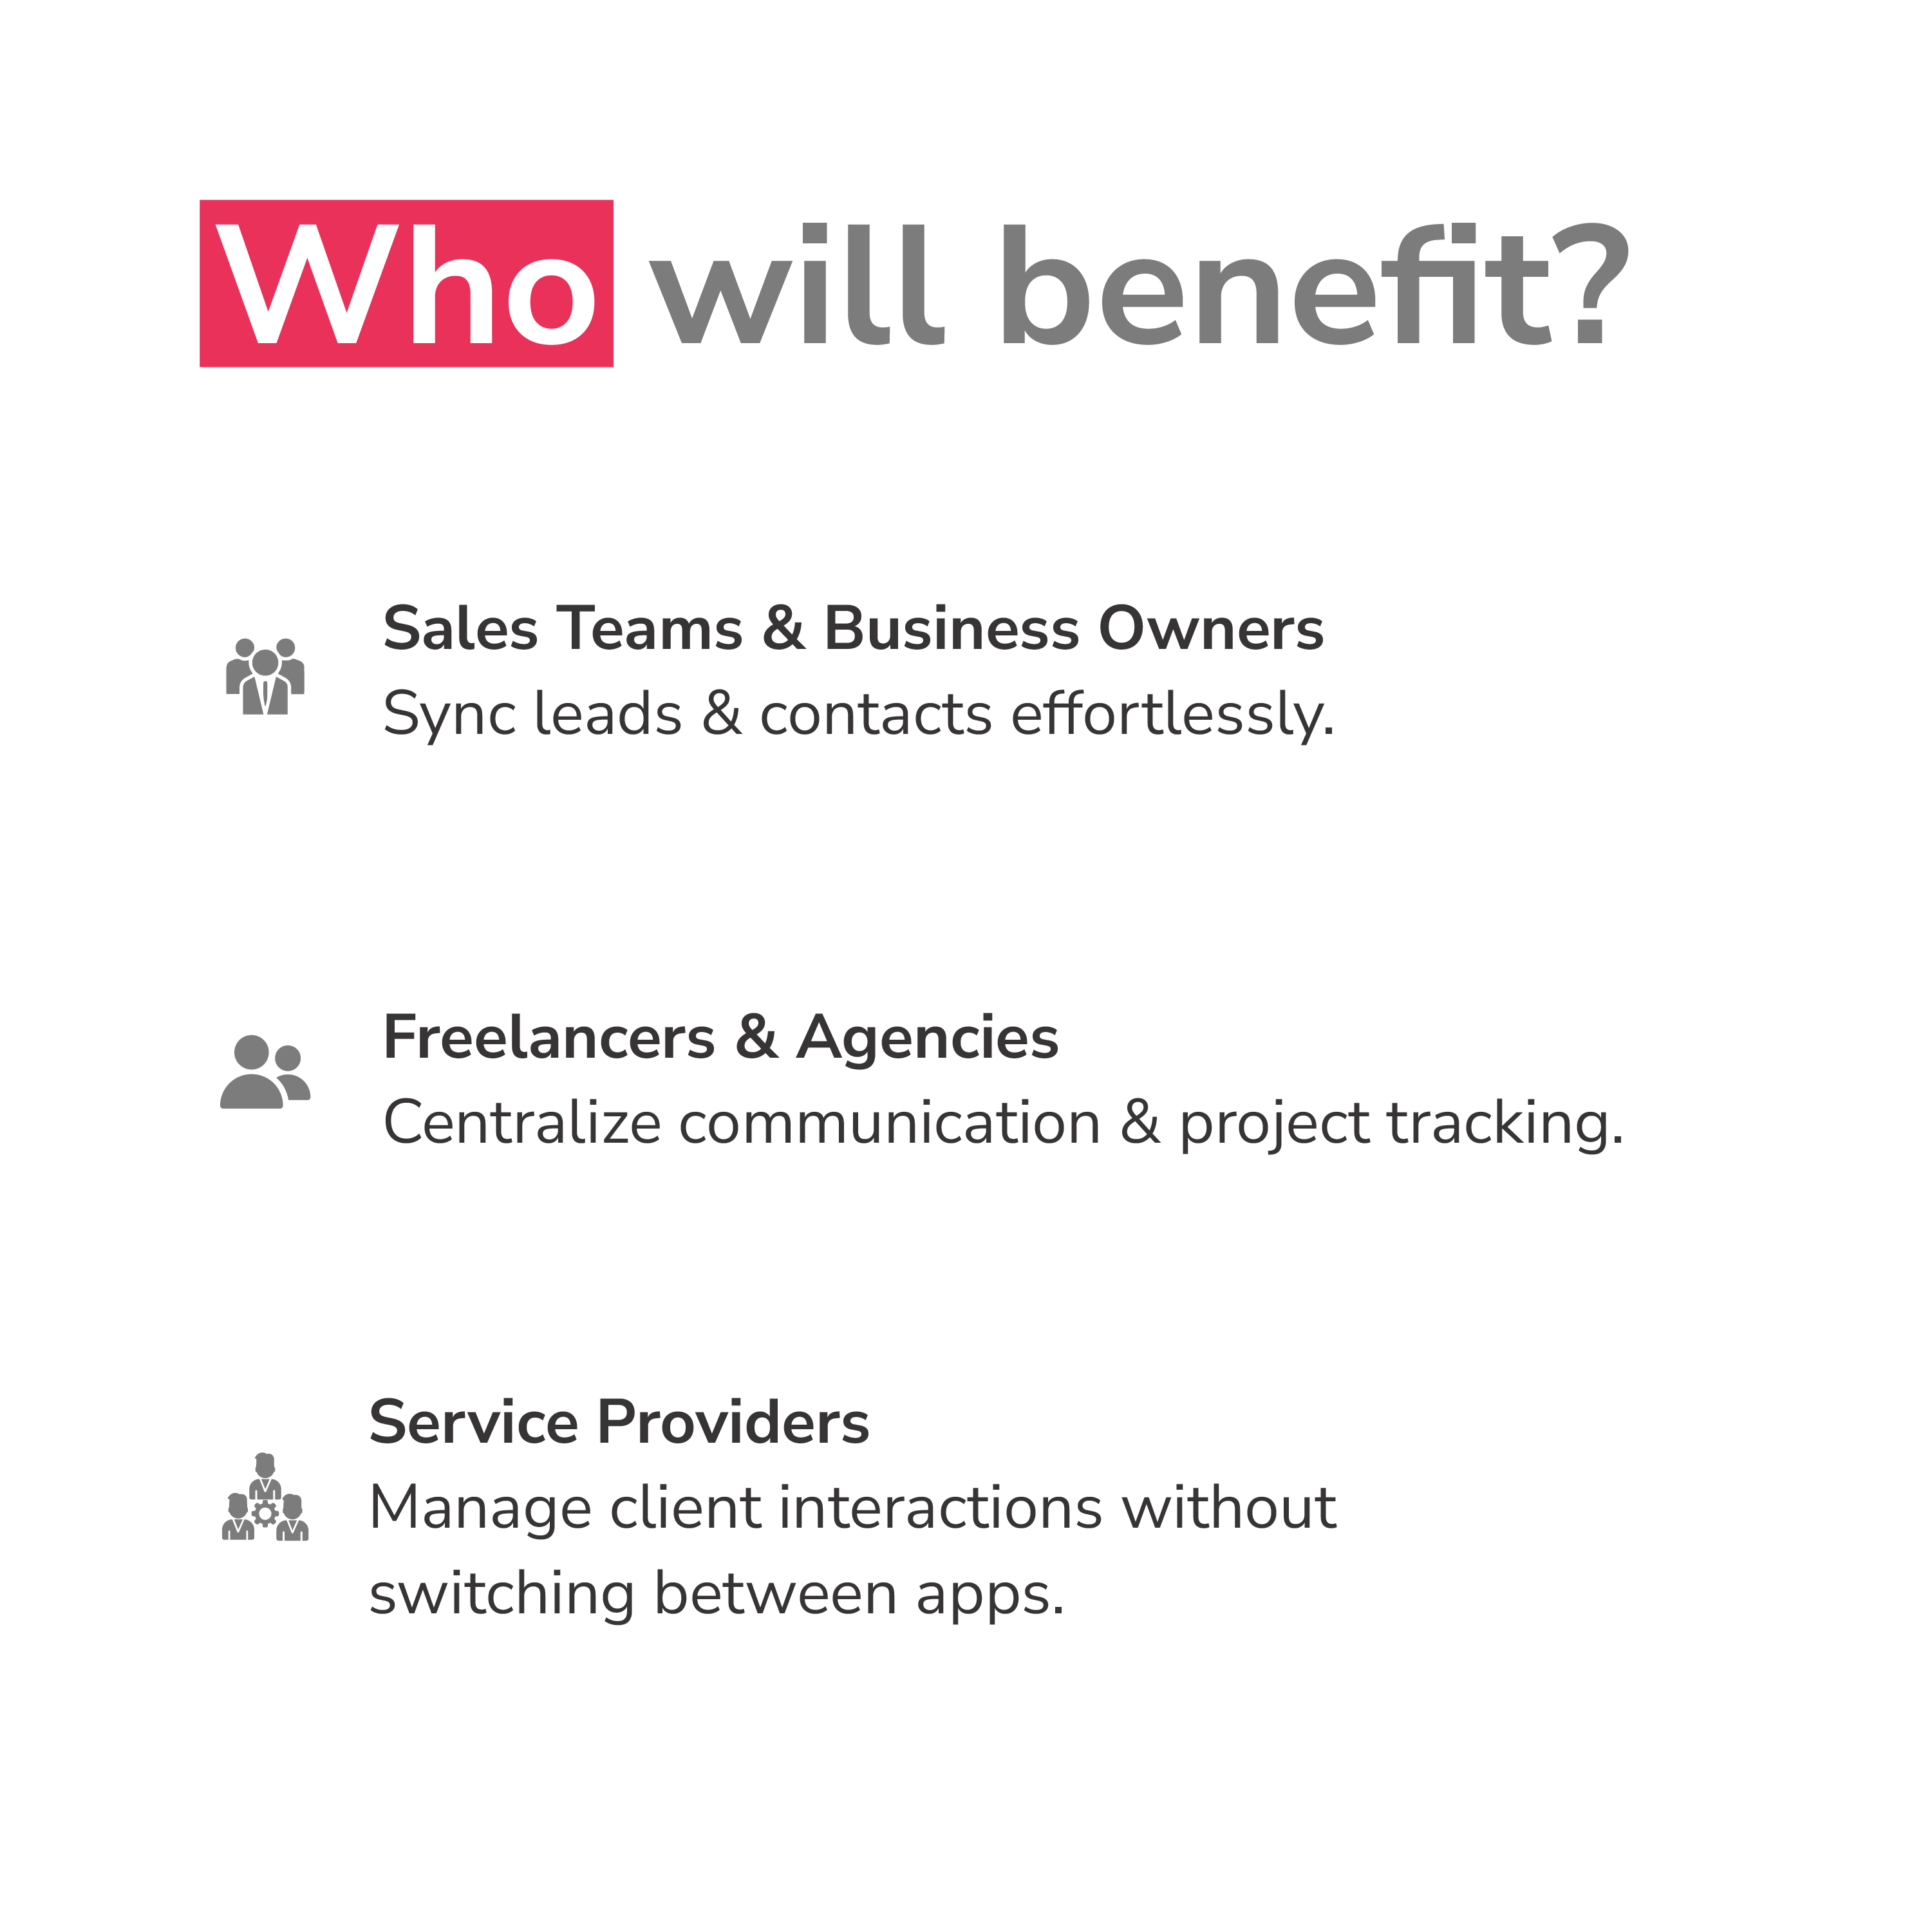 Who will benefit?
Sales Teams & Business Owners
Sync leads & contacts effortlessly.
Freelancers & Agencies
Centralize communication & project tracking.
Service Providers
Manage client interactions without
switching between apps.